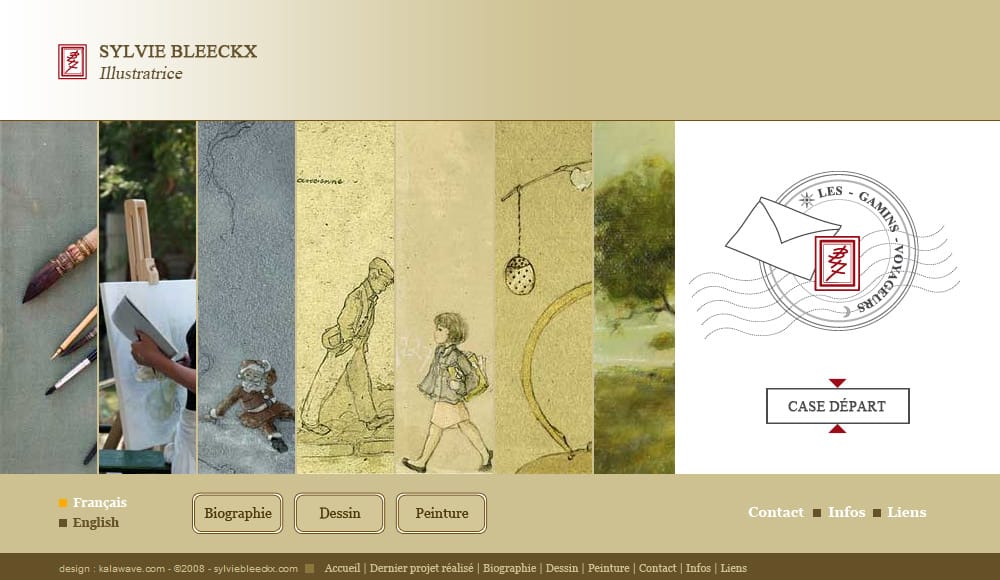 SYLVIE BLEECKX
Illustratrice
ancienne
LES - GAMINS - VOYAGEURS
CASE DÉPART
Français
English
Biographie
Dessin
Peinture
Contact Infos Liens
design : kalawave.com - ©2008 - sylviebleeckx.com Accueil | Dernier projet réalisé | Biographie | Dessin | Peinture | Contact | Infos | Liens